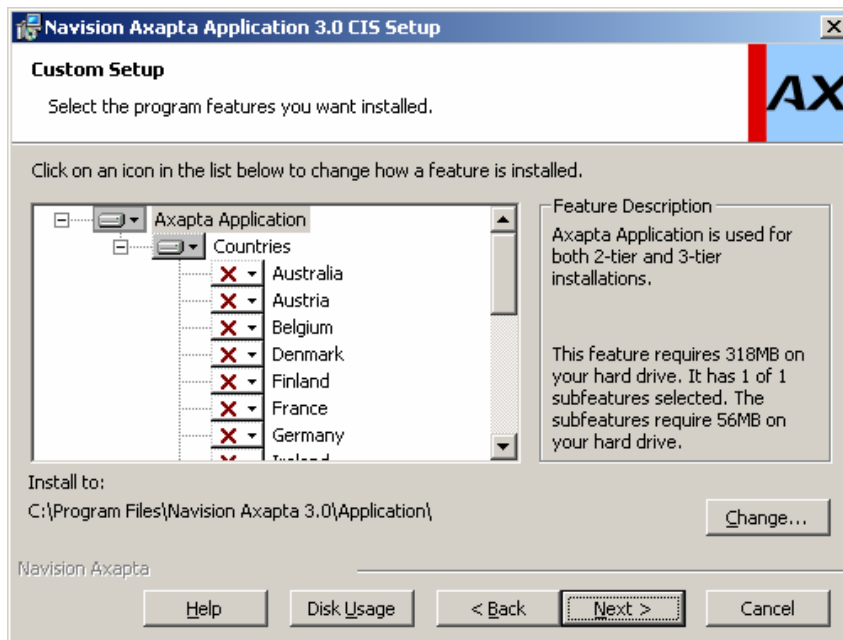 Navision Axapta Application 3.0 CIS Setup
Custom Setup
Select the program features you want installed.
AX
Click on an icon in the list below to change how a feature is installed.
Axapta Application
Countries
Australia
Austria
Belgium
Denmark
Finland
France
Germany
Feature Description
Axapta Application is used for
both 2-tier and 3-tier
installations.
This feature requires 318MB on
your hard drive. It has 1 of 1
subfeatures selected. The
subfeatures require 56MB on
your hard drive.
Install to:
C:\Program Files\Navision Axapta 3.0\Application\
Change...
Navision Axapta
Help
Disk Usage
< Back
Next >
Cancel